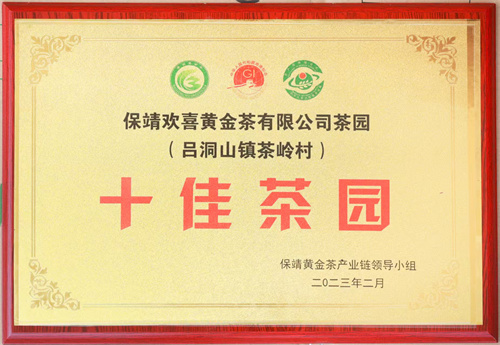 GI
保靖欢喜黄金茶有限公司茶园
（吕洞山镇茶岭村）
十佳茶园
保靖黄金茶产业链领导小组
二0二三年二月